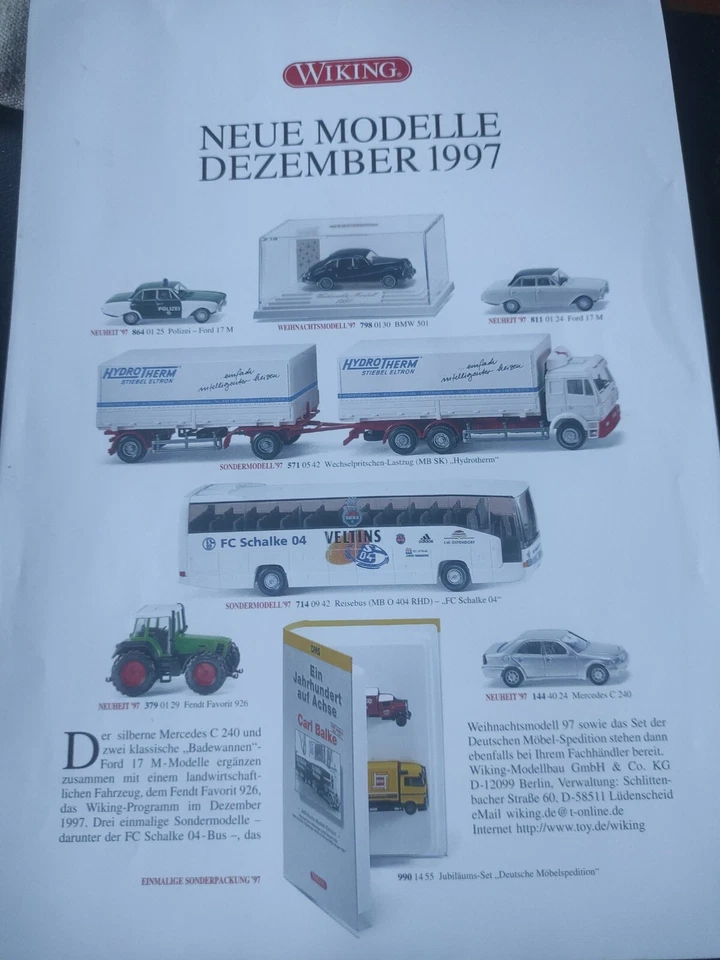 WIKING®
NEUE MODELLE
DEZEMBER 1997
POLIZEI
NEUHEIT '97 864 01 25 Polizei – Ford 17 M
WEIHNACHTSMODELL '97 798 01 30 BMW 501
NEUHEIT '97 811 01 24 Ford 17 M
HYDROTHERM
STIEBEL ELTRON
einfach
intelligenter heizen
HYDROTHERM
STIEBEL ELTRON
einfach
intelligenter heizen
SONDERMODELL '97 571 05 42 Wechselpritschen-Lastzug (MB SK) „Hydrotherm“
FC Schalke 04
VELTINS
adidas
SONDERMODELL '97 714 09 42 Reisebus (MB O 404 RHD) – „FC Schalke 04“
NEUHEIT '97 379 01 29 Fendt Favorit 926
Ein
Jahrhundert
auf Achse
Carl Balke
WIKING
NEUHEIT '97 144 40 24 Mercedes C 240
Der silberne Mercedes C 240 und
zwei klassische „Badewannen“-
Ford 17 M-Modelle ergänzen
zusammen mit einem landwirtschaft-
lichen Fahrzeug, dem Fendt Favorit 926,
das Wiking-Programm im Dezember
1997. Drei einmalige Sondermodelle –
darunter der FC Schalke 04-Bus –, das
Weihnachtsmodell 97 sowie das Set der
Deutschen Möbel-Spedition stehen dann
ebenfalls bei Ihrem Fachhändler bereit.
Wiking-Modellbau GmbH & Co. KG
D-12099 Berlin, Verwaltung: Schlitten-
bacher Straße 60, D-58511 Lüdenscheid
eMail wiking.de@t-online.de
Internet http://www.toy.de/wiking
EINMALIGE SONDERPACKUNG '97
990 14 55 Jubiläums-Set „Deutsche Möbelspedition“